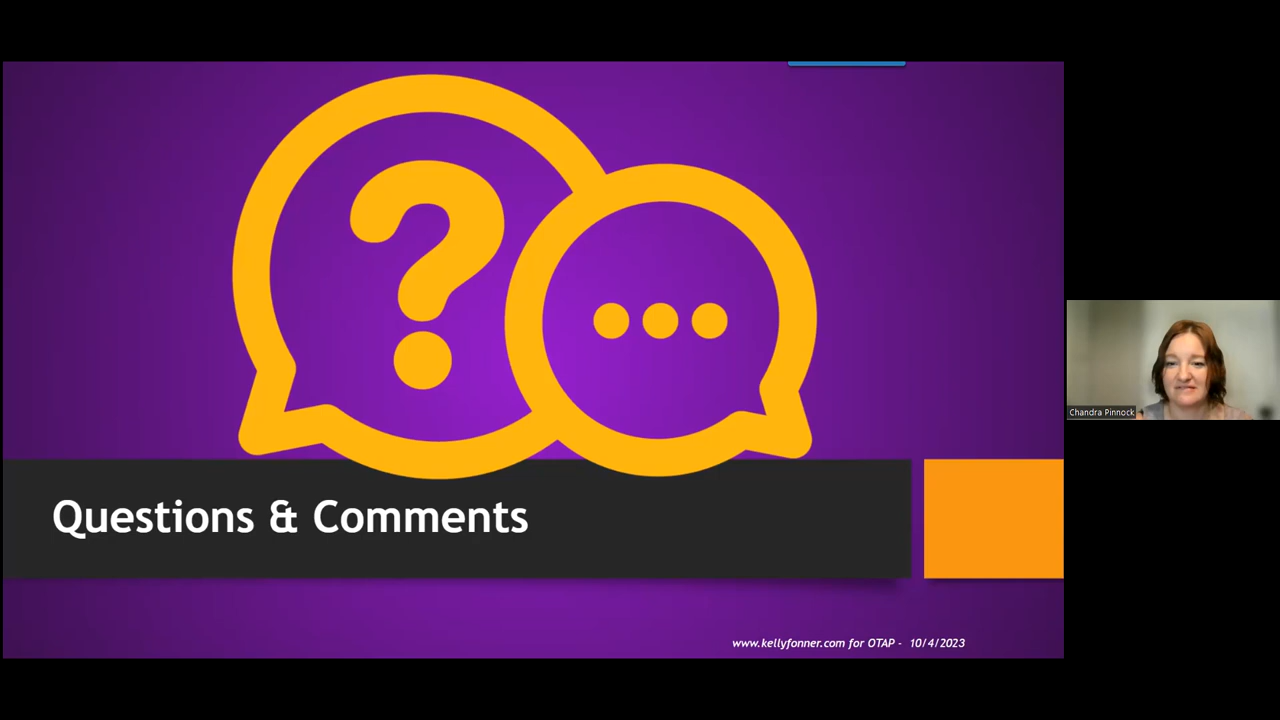 Chandra Pinnock
Questions & Comments
www.kellyfonner.com for OTAP - 10/4/2023